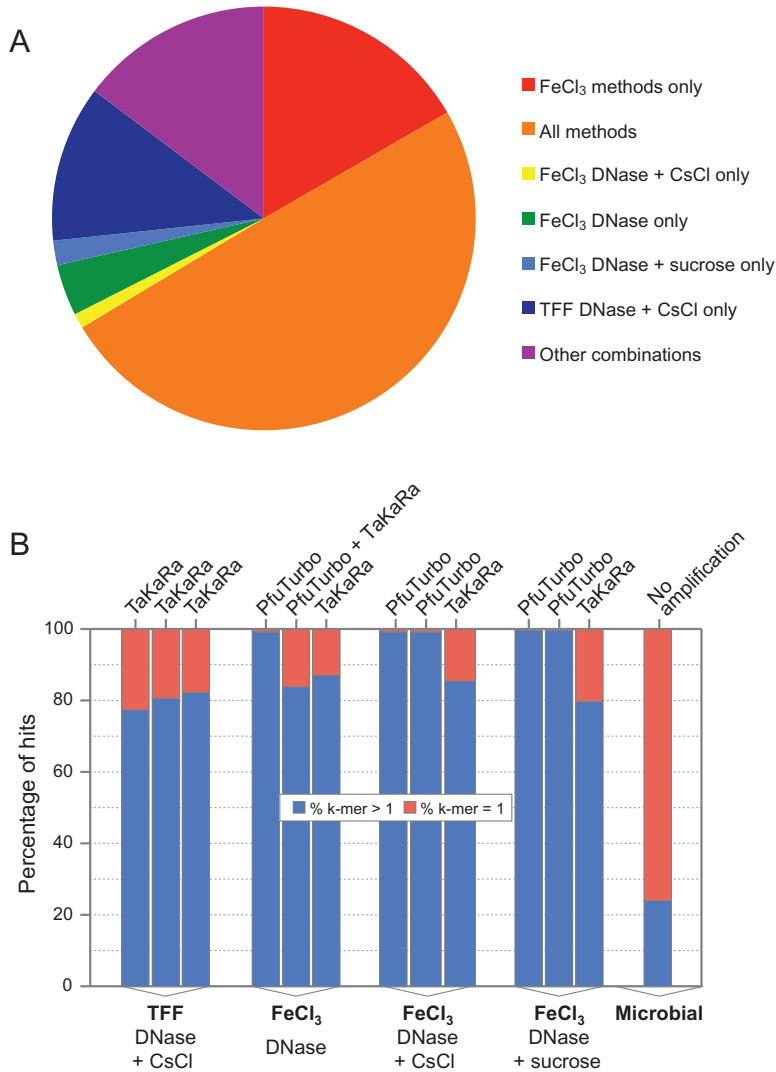 A
FeCl₃ methods only
All methods
FeCl₃ DNase + CsCl only
FeCl₃ DNase only
FeCl₃ DNase + sucrose only
TFF DNase + CsCl only
Other combinations
B
TaKaRa
TaKaRa
TaKaRa
PfuTurbo
PfuTurbo + TaKaRa
TaKaRa
PfuTurbo
PfuTurbo
TaKaRa
PfuTurbo
PfuTurbo
TaKaRa
No
amplification
Percentage of hits
100
80
60
40
20
0
% k-mer > 1
% k-mer = 1
TFF
DNase
+ CsCl
FeCl₃
DNase
FeCl₃
DNase
+ CsCl
FeCl₃
DNase
+ sucrose
Microbial